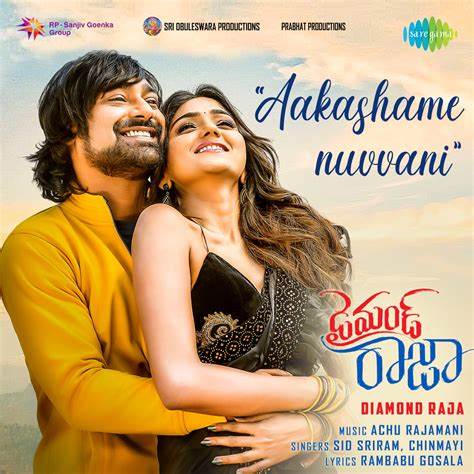 RP - Sanjiv Goenka
Group
SRI OBULESWARA PRODUCTIONS
PRABHAT PRODUCTIONS
saregama
"Aakashame
nuvvani"
డైమండ్
రాజా
DIAMOND RAJA
MUSIC ACHU RAJAMANI
SINGERS SID SRIRAM, CHINMAYI
LYRICS RAMBABU GOSALA